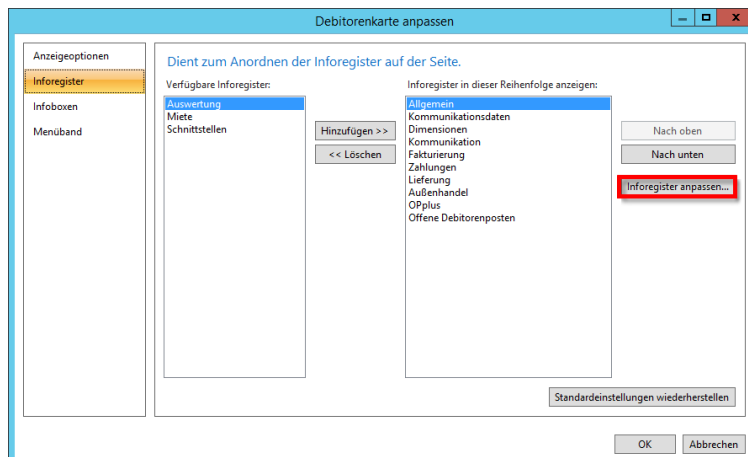 Debitorenkarte anpassen
Anzeigeoptionen
Inforegister
Infoboxen
Menüband
Dient zum Anordnen der Inforegister auf der Seite.
Verfügbare Inforegister:
Auswertung
Miete
Schnittstellen
Hinzufügen >>
<< Löschen
Inforegister in dieser Reihenfolge anzeigen:
Allgemein
Kommunikationsdaten
Dimensionen
Kommunikation
Fakturierung
Zahlungen
Lieferung
Außenhandel
OPplus
Offene Debitorenposten
Nach oben
Nach unten
Inforegister anpassen...
Standardeinstellungen wiederherstellen
OK
Abbrechen